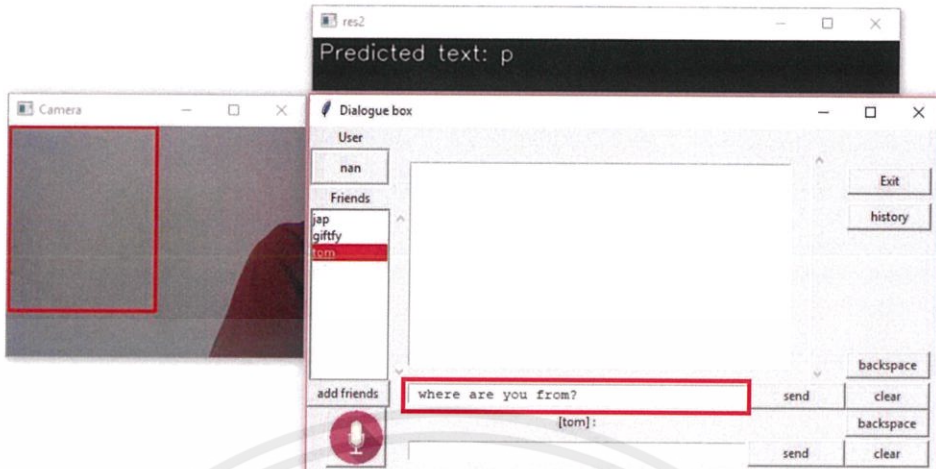 res2
Predicted text: p
Camera
Dialogue box
User
nan
Exit
Friends
history
jap
giftfy
tom
backspace
add friends
where are you from?
send
clear
[tom] :
backspace
send
clear